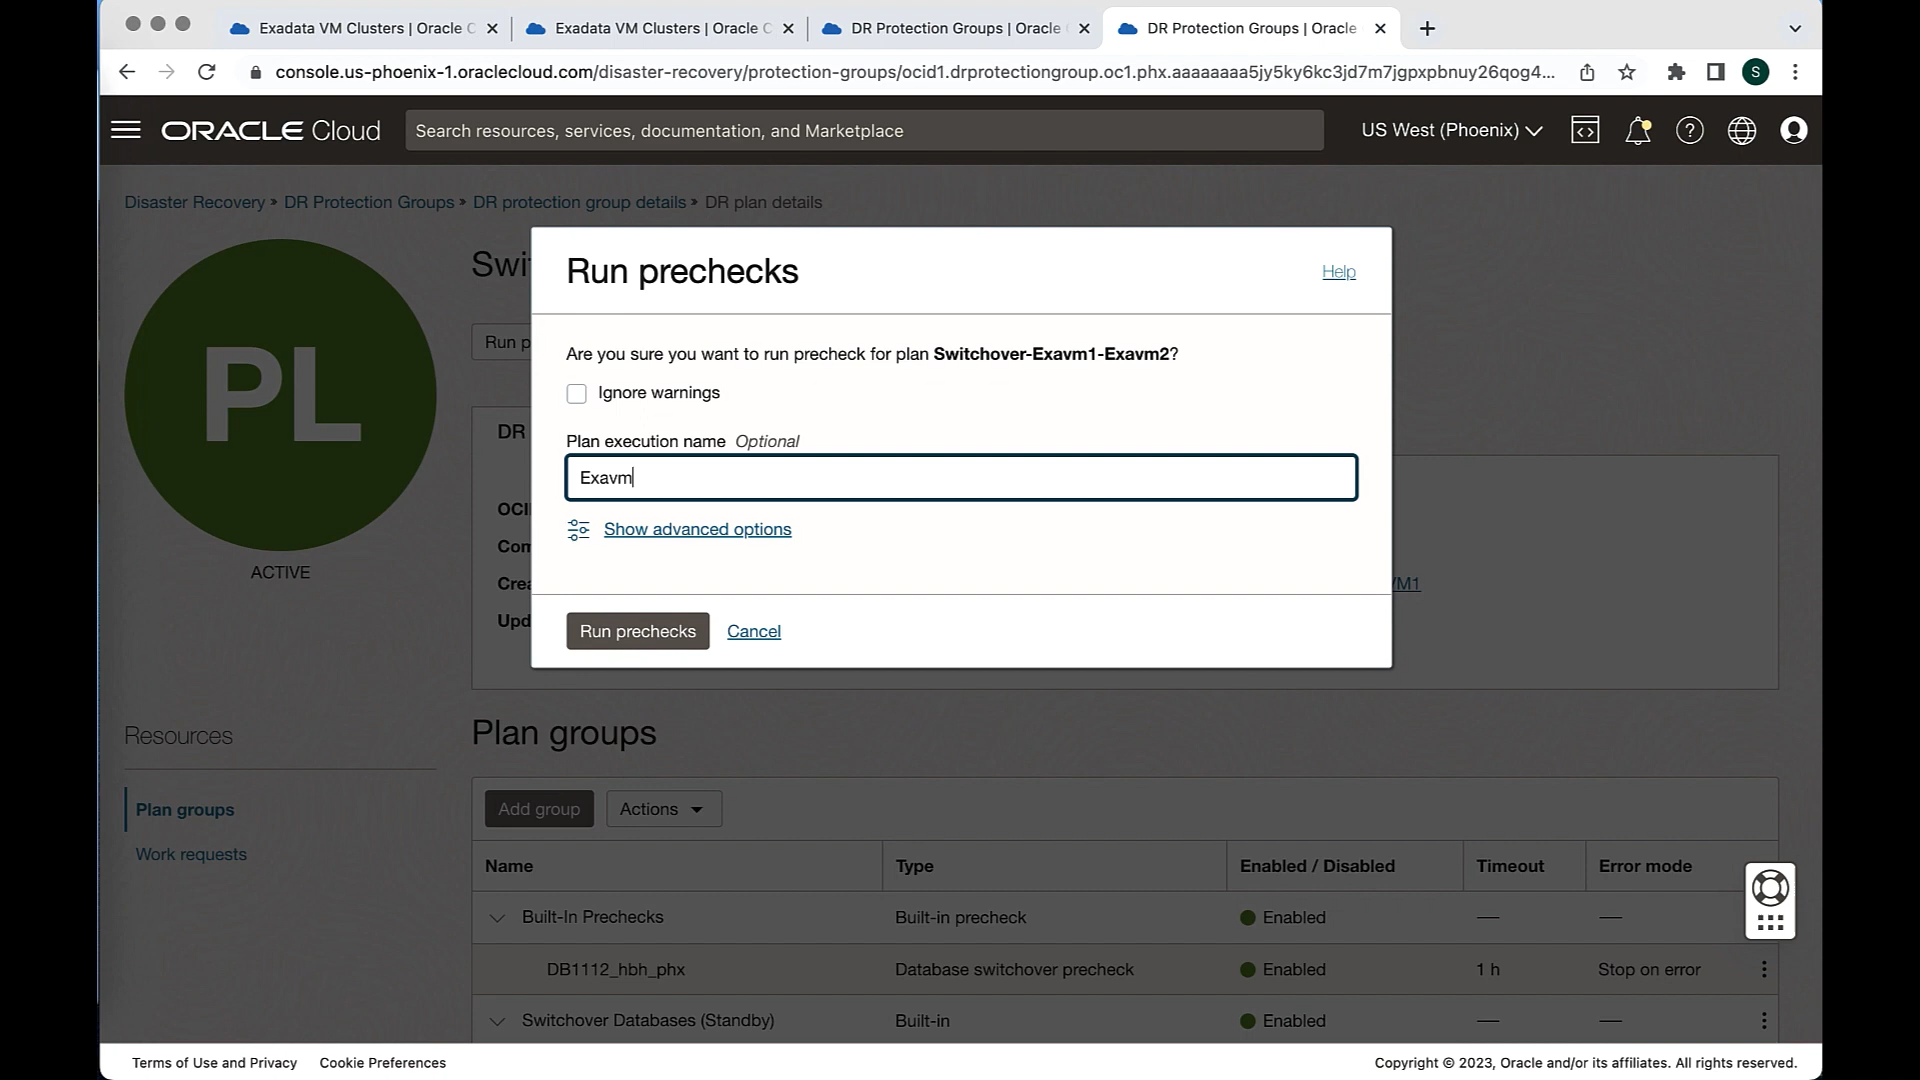 Exadata VM Clusters | Oracle C
Exadata VM Clusters | Oracle C
DR Protection Groups | Oracle
DR Protection Groups | Oracle
console.us-phoenix-1.oraclecloud.com/disaster-recovery/protection-groups/ocid1.drprotectiongroup.oc1.phx.aaaaaaaa5jy5ky6kc3jd7m7jgpxpbnuy26qog4...
S
ORACLE Cloud
Search resources, services, documentation, and Marketplace
US West (Phoenix)
Disaster Recovery » DR Protection Groups » DR protection group details » DR plan details
PL
ACTIVE
Swi
Run p
DR
OCI
Com
Crea
Upd
VM1
Run prechecks
Help
Are you sure you want to run precheck for plan Switchover-Exavm1-Exavm2?
Ignore warnings
Plan execution name Optional
Exavm
Show advanced options
Run prechecks Cancel
Resources
Plan groups
Work requests
Plan groups
Add group Actions
Name Type Enabled / Disabled Timeout Error mode
Built-In Prechecks Built-in precheck Enabled — —
DB1112_hbh_phx Database switchover precheck Enabled 1 h Stop on error
Switchover Databases (Standby) Built-in Enabled — —
Terms of Use and Privacy Cookie Preferences
Copyright © 2023, Oracle and/or its affiliates. All rights reserved.